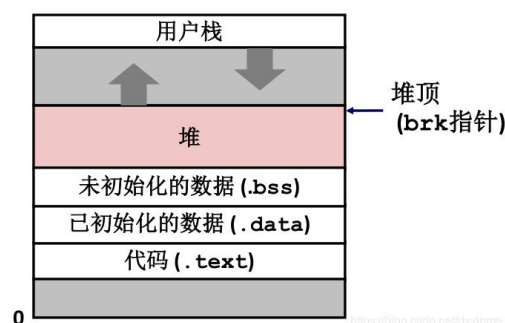 用户栈
堆顶
(brk指针)
堆
未初始化的数据 (.bss)
已初始化的数据 (.data)
代码 (.text)
0